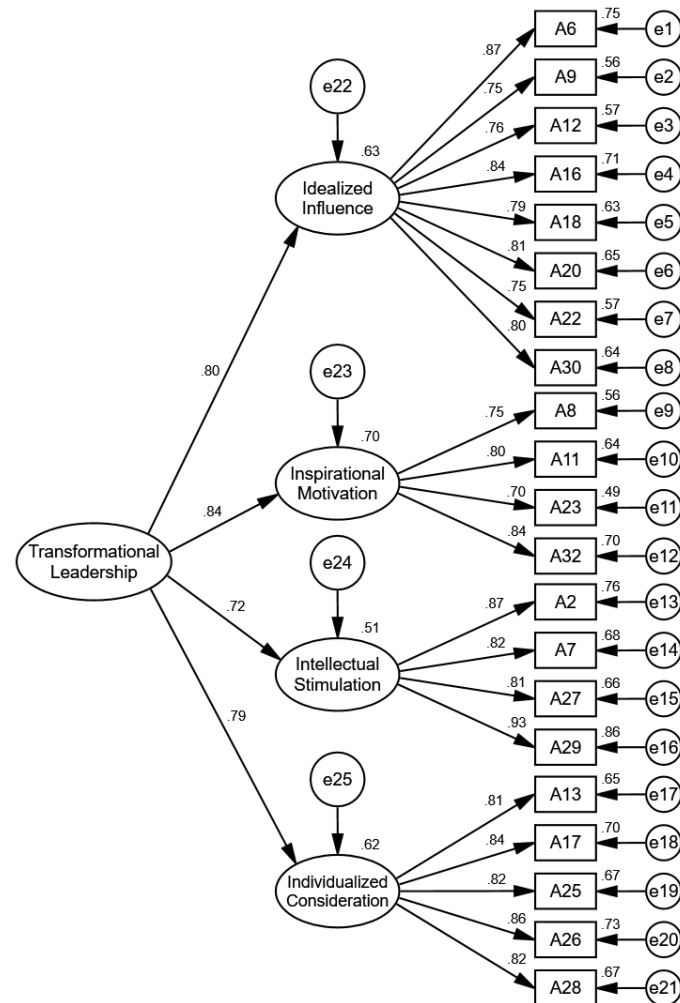 .75
A6
e1
.87
.56
A9
e2
.75
e22
.57
A12
e3
.76
.63
.71
A16
e4
.84
Idealized
Influence
.63
A18
e5
.79
.65
A20
e6
.81
.57
A22
e7
.75
.64
A30
e8
.80
.80
e23
.56
A8
e9
.75
.70
.64
A11
e10
.80
Inspirational
Motivation
.49
A23
e11
.70
.84
.70
A32
e12
.84
Transformational
Leadership
e24
.76
A2
e13
.87
.72
.51
.68
A7
e14
.82
Intellectual
Stimulation
.66
A27
e15
.81
.86
A29
e16
.93
.79
e25
.65
A13
e17
.81
.62
.70
A17
e18
.84
Individualized
Consideration
.67
A25
e19
.82
.73
A26
e20
.86
.67
A28
e21
.82